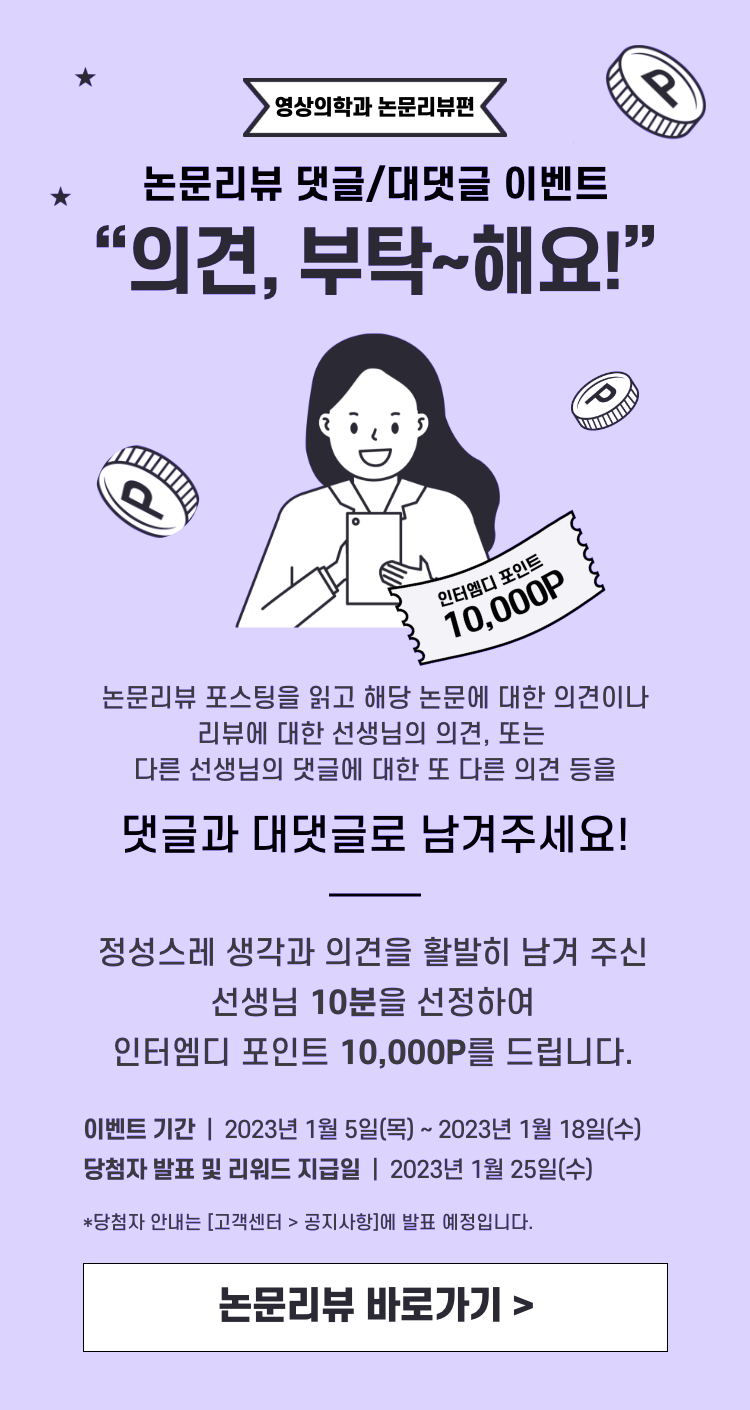 영상의학과 논문리뷰편
P
논문리뷰 댓글/대댓글 이벤트
“의견, 부탁~해요!”
P
P
인터엠디 포인트
10,000P
논문리뷰 포스팅을 읽고 해당 논문에 대한 의견이나
리뷰에 대한 선생님의 의견, 또는
다른 선생님의 댓글에 대한 또 다른 의견 등을
댓글과 대댓글로 남겨주세요!
정성스레 생각과 의견을 활발히 남겨 주신
선생님 10분을 선정하여
인터엠디 포인트 10,000P를 드립니다.
이벤트 기간 | 2023년 1월 5일(목) ~ 2023년 1월 18일(수)
당첨자 발표 및 리워드 지급일 | 2023년 1월 25일(수)
*당첨자 안내는 [고객센터 > 공지사항]에 발표 예정입니다.
논문리뷰 바로가기 >